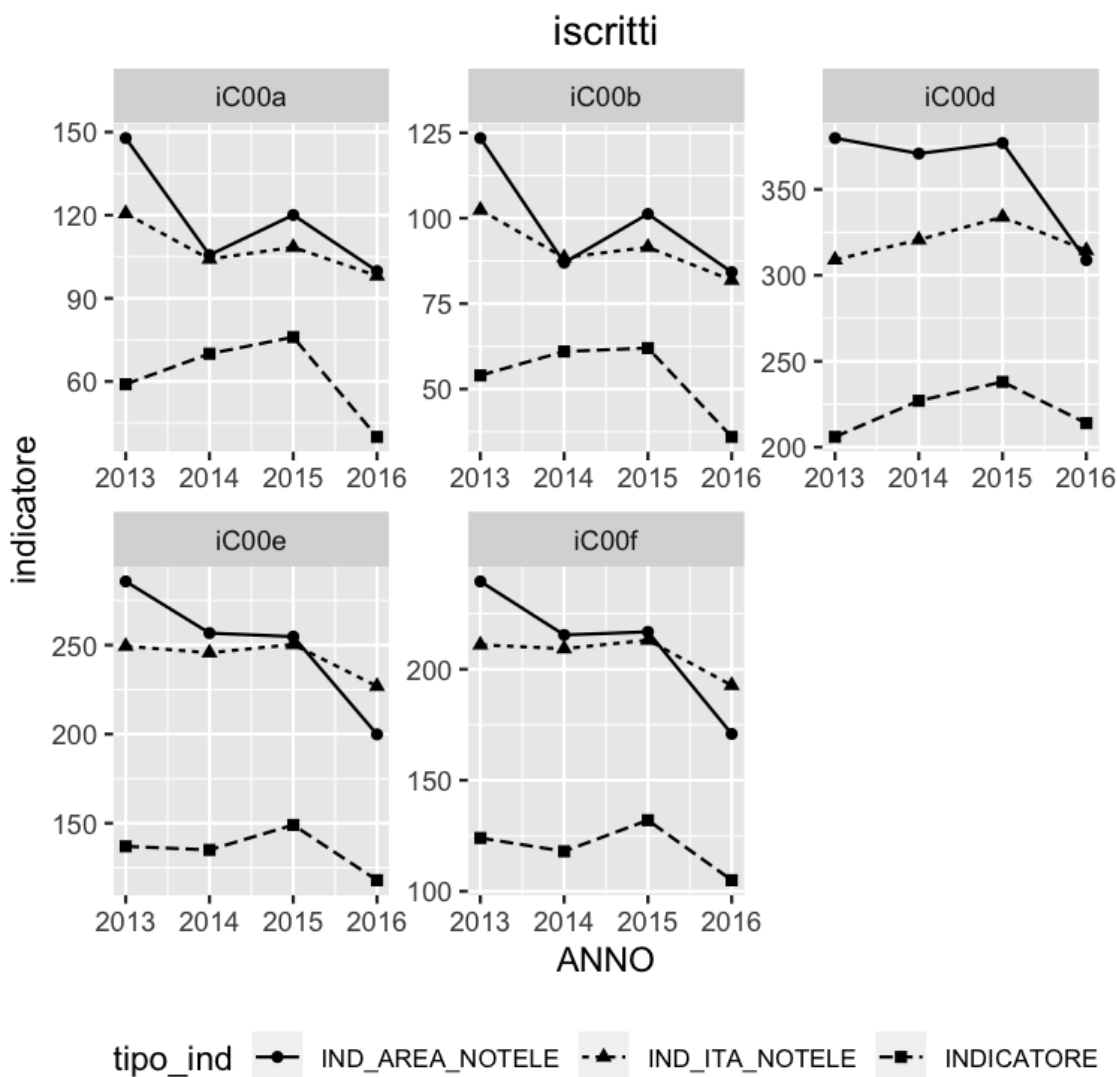 iscritti
iC00a iC00b iC00d
150
120
90
60
125
100
75
50
350
300
250
200
2013 2014 2015 2016 2013 2014 2015 2016 2013 2014 2015 2016
indicatore
iC00e iC00f
250
200
150
200
150
100
2013 2014 2015 2016 2013 2014 2015 2016
ANNO
tipo_ind IND_AREA_NOTELE IND_ITA_NOTELE INDICATORE